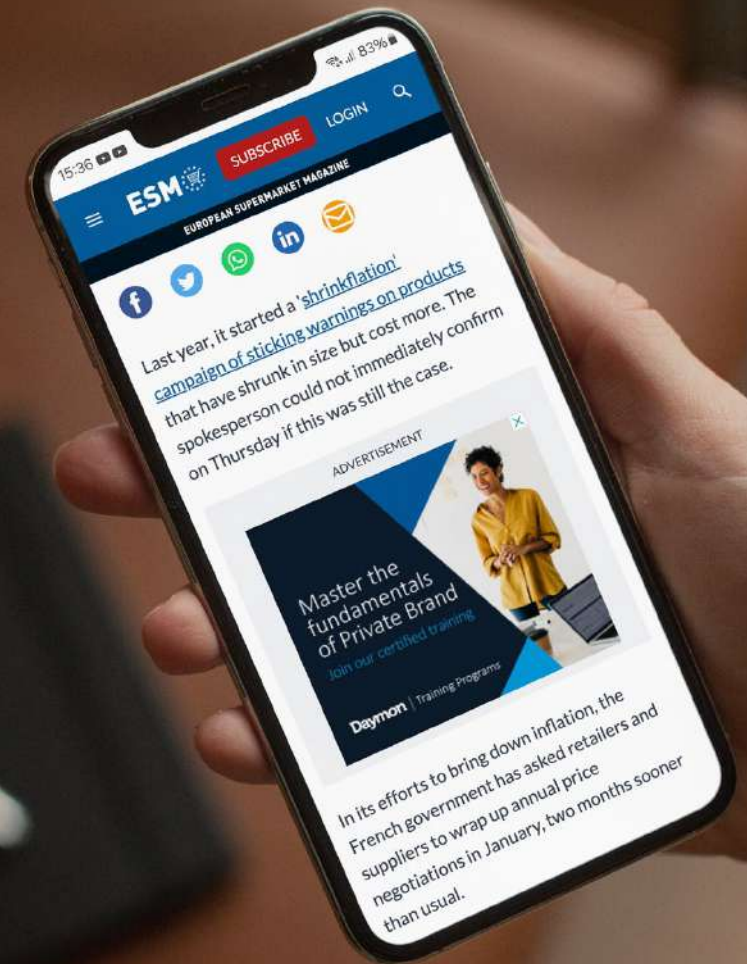 15:36
83%
ESM
SUBSCRIBE
LOGIN
EUROPEAN SUPERMARKET MAGAZINE
f
in
Last year, it started a 'shrinkflation'
campaign of sticking warnings on products
that have shrunk in size but cost more. The
spokesperson could not immediately confirm
on Thursday if this was still the case.
ADVERTISEMENT
X
Master the
fundamentals
of Private Brand
Join our certified training
Daymon | Training Programs
In its efforts to bring down inflation, the
French government has asked retailers and
suppliers to wrap up annual price
negotiations in January, two months sooner
than usual.